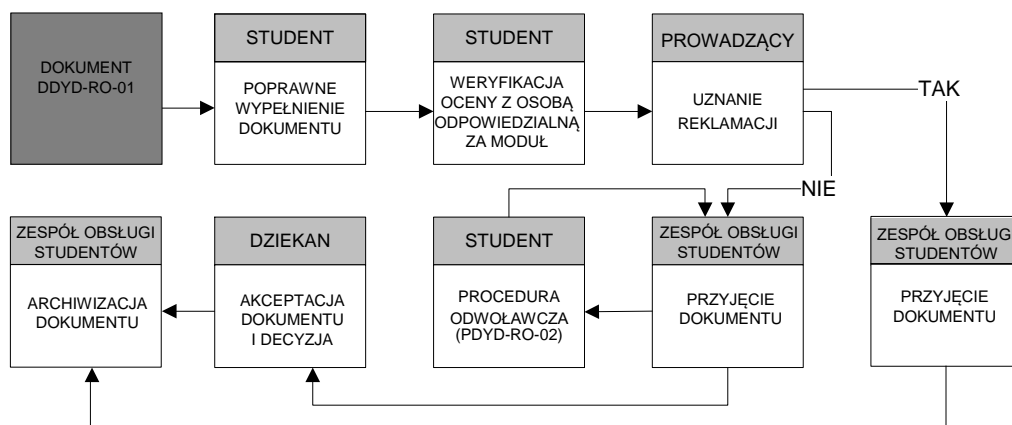 DOKUMENT
DDYD-RO-01
STUDENT
POPRAWNE
WYPEŁNIENIE
DOKUMENTU
STUDENT
WERYFIKACJA
OCENY Z OSOBĄ
ODPOWIEDZIALNĄ
ZA MODUŁ
PROWADZĄCY
UZNANIE
REKLAMACJI
TAK
NIE
ZESPÓŁ OBSŁUGI
STUDENTÓW
ARCHIWIZACJA
DOKUMENTU
DZIEKAN
AKCEPTACJA
DOKUMENTU
I DECYZJA
STUDENT
PROCEDURA
ODWOŁAWCZA
(PDYD-RO-02)
ZESPÓŁ OBSŁUGI
STUDENTÓW
PRZYJĘCIE
DOKUMENTU
ZESPÓŁ OBSŁUGI
STUDENTÓW
PRZYJĘCIE
DOKUMENTU